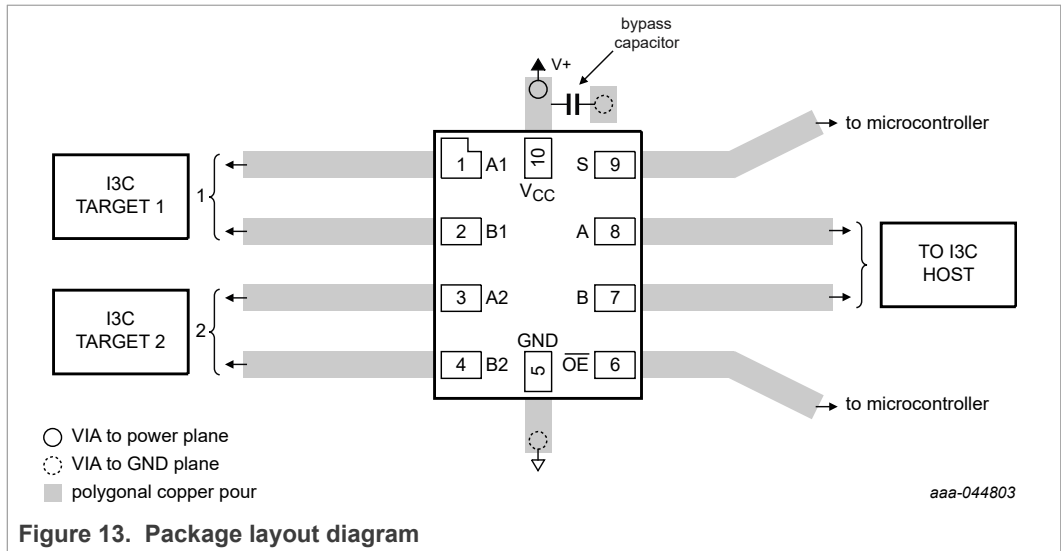 bypass
capacitor
V+
to microcontroller
I3C
TARGET 1
1
1 A1
10
VCC
S 9
2 B1
A 8
TO I3C
HOST
I3C
TARGET 2
2
3 A2
B 7
4 B2
GND
5
OE 6
to microcontroller
VIA to power plane
VIA to GND plane
polygonal copper pour
aaa-044803
Figure 13. Package layout diagram